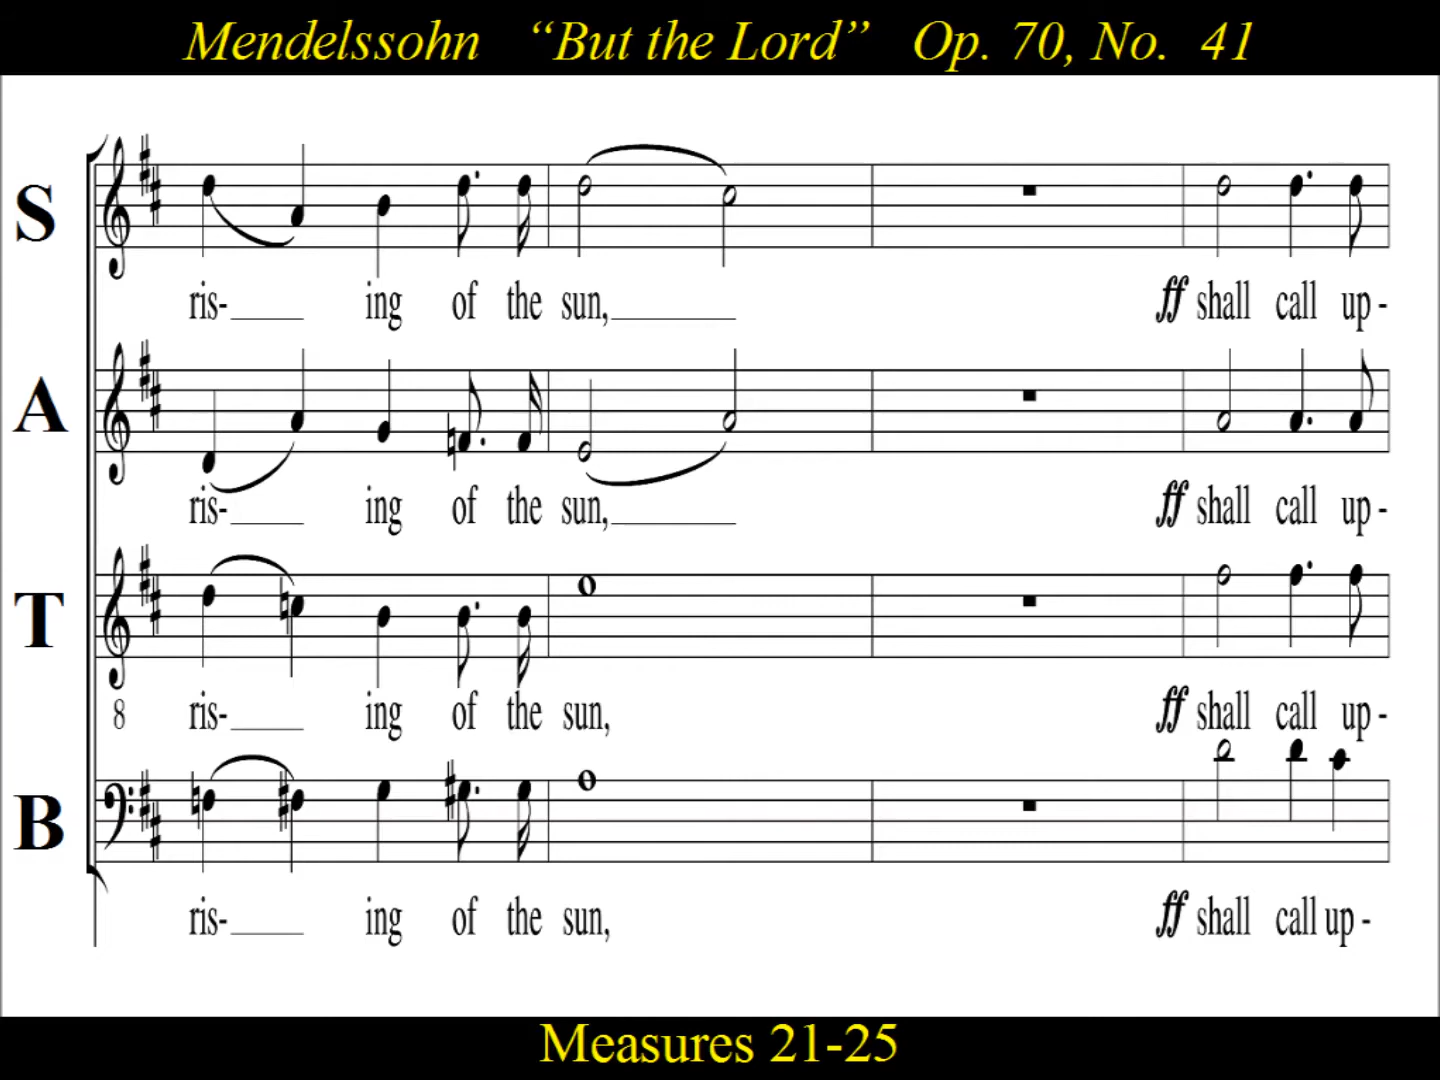 Mendelssohn “But the Lord” Op. 70, No. 41
S
ris- ing of the sun, ff shall call up -
A
ris- ing of the sun, ff shall call up -
T
8 ris- ing of the sun, ff shall call up -
B
ris- ing of the sun, ff shall call up -
Measures 21-25